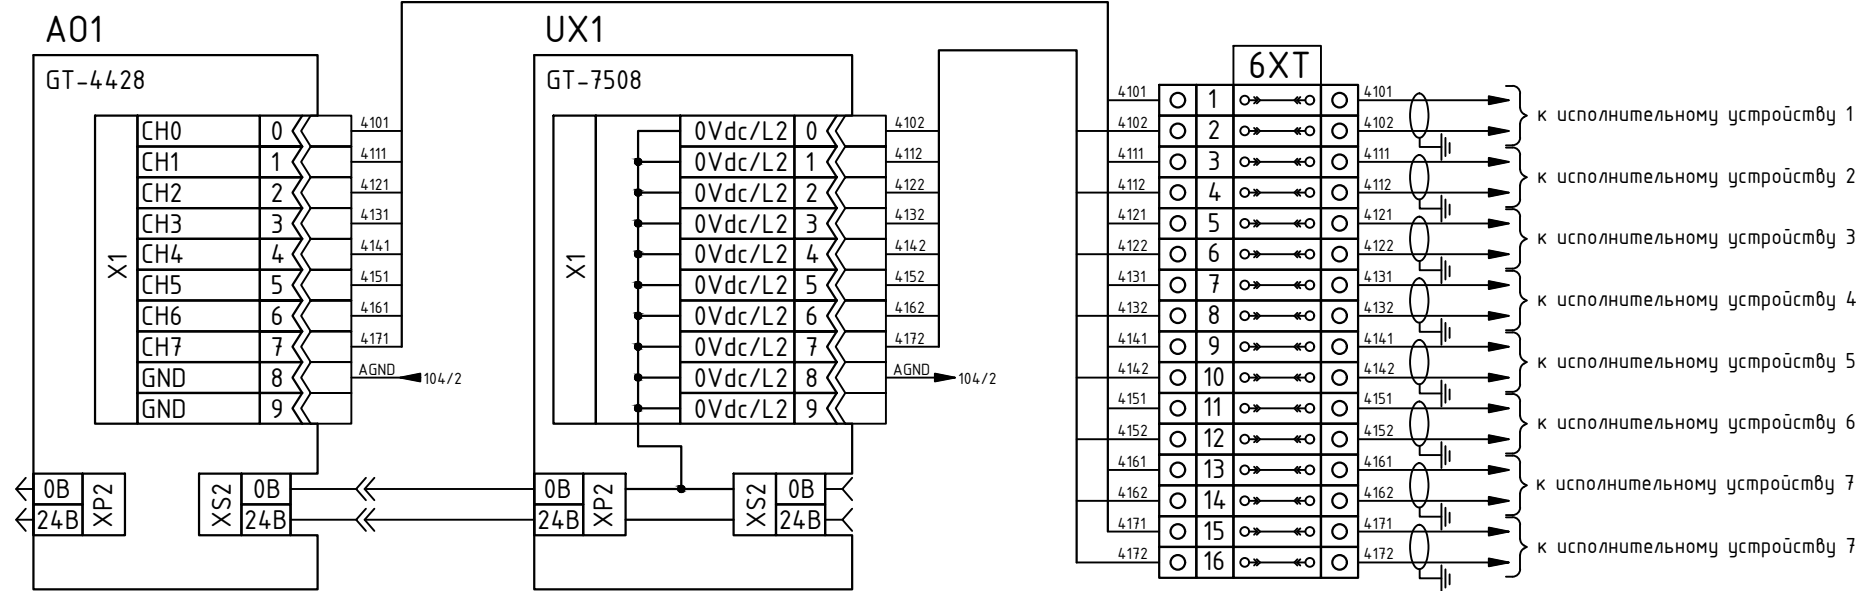 A01
GT-4428
X1
CH0 0 4101
CH1 1 4111
CH2 2 4121
CH3 3 4131
CH4 4 4141
CH5 5 4151
CH6 6 4161
CH7 7 4171
GND 8 AGND 104/2
GND 9
0В
24В
XP2
XS2
0В
24В
UX1
GT-7508
X1
0Vdc/L2 0 4102
0Vdc/L2 1 4112
0Vdc/L2 2 4122
0Vdc/L2 3 4132
0Vdc/L2 4 4142
0Vdc/L2 5 4152
0Vdc/L2 6 4162
0Vdc/L2 7 4172
0Vdc/L2 8 AGND 104/2
0Vdc/L2 9
0В
24В
XP2
XS2
0В
24В
6XT
4101 1 4101
4102 2 4102
к исполнительному устройству 1
4111 3 4111
4112 4 4112
к исполнительному устройству 2
4121 5 4121
4122 6 4122
к исполнительному устройству 3
4131 7 4131
4132 8 4132
к исполнительному устройству 4
4141 9 4141
4142 10 4142
к исполнительному устройству 5
4151 11 4151
4152 12 4152
к исполнительному устройству 6
4161 13 4161
4162 14 4162
к исполнительному устройству 7
4171 15 4171
4172 16 4172
к исполнительному устройству 7